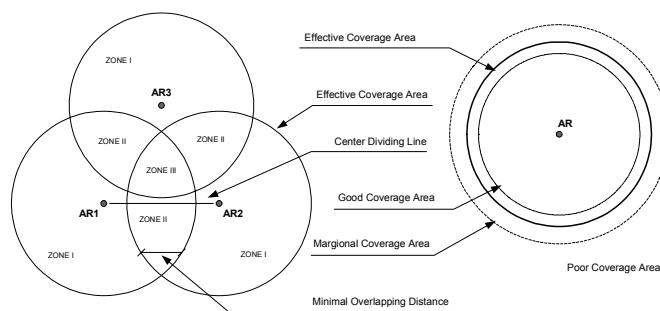 Effective Coverage Area
ZONE I
AR3
Effective Coverage Area
AR
ZONE II
ZONE II
Center Dividing Line
ZONE III
Good Coverage Area
AR1
ZONE II
AR2
Margional Coverage Area
ZONE I
ZONE I
Poor Coverage Area
Minimal Overlapping Distance